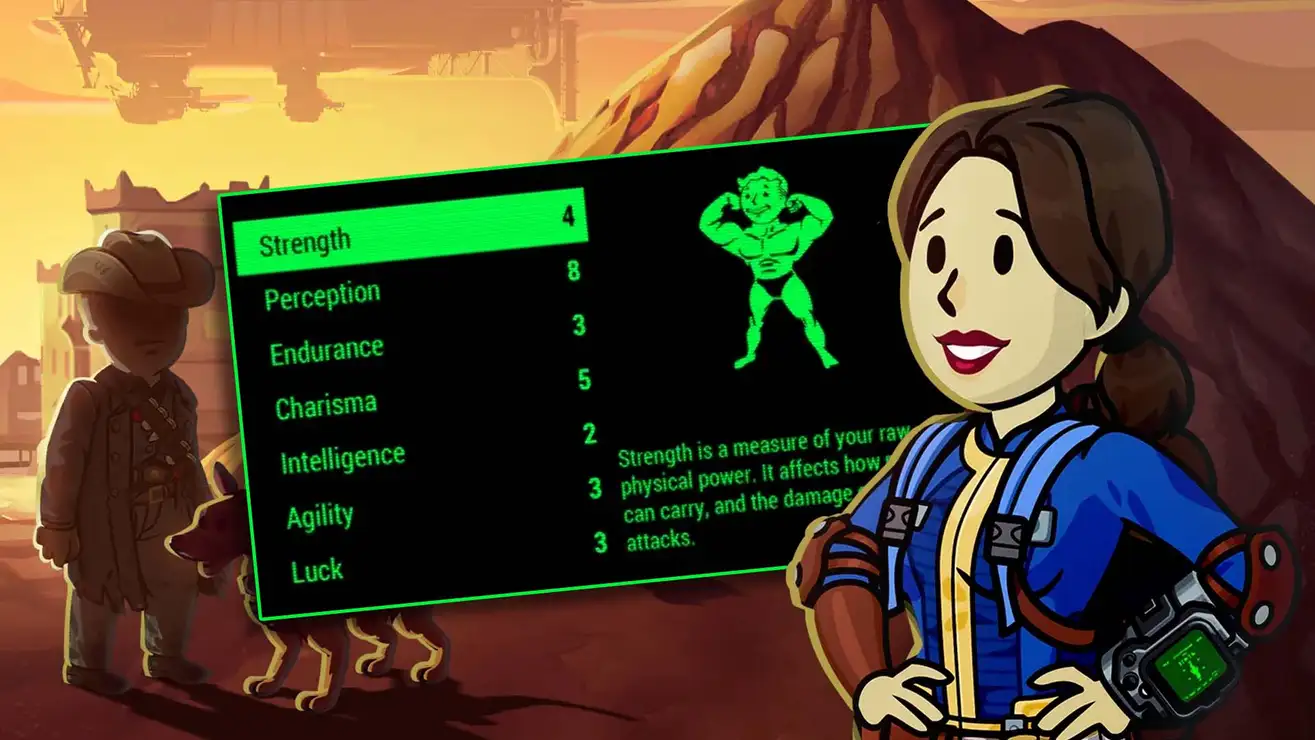 Strength 4
Perception 8
Endurance 3
Charisma 5
Intelligence 2
Agility 3
Luck 3
Strength is a measure of your raw
physical power. It affects how
can carry, and the damage
attacks.